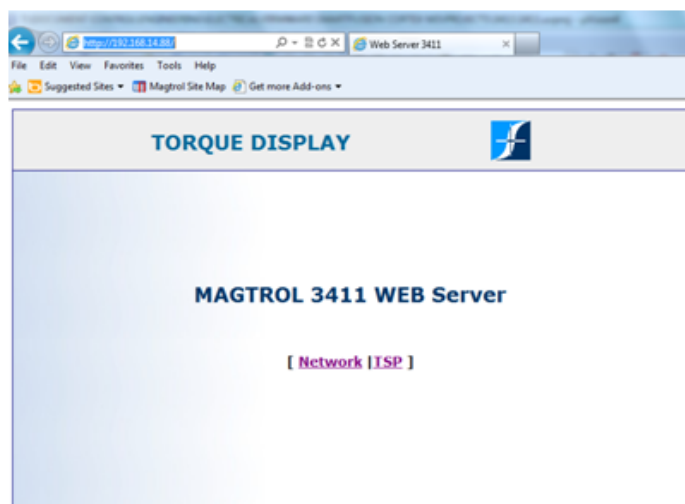 http://192.168.14.88/
Web Server 3411
File Edit View Favorites Tools Help
Suggested Sites Magtrol Site Map Get more Add-ons
TORQUE DISPLAY
MAGTROL 3411 WEB Server
[ Network |TSP ]